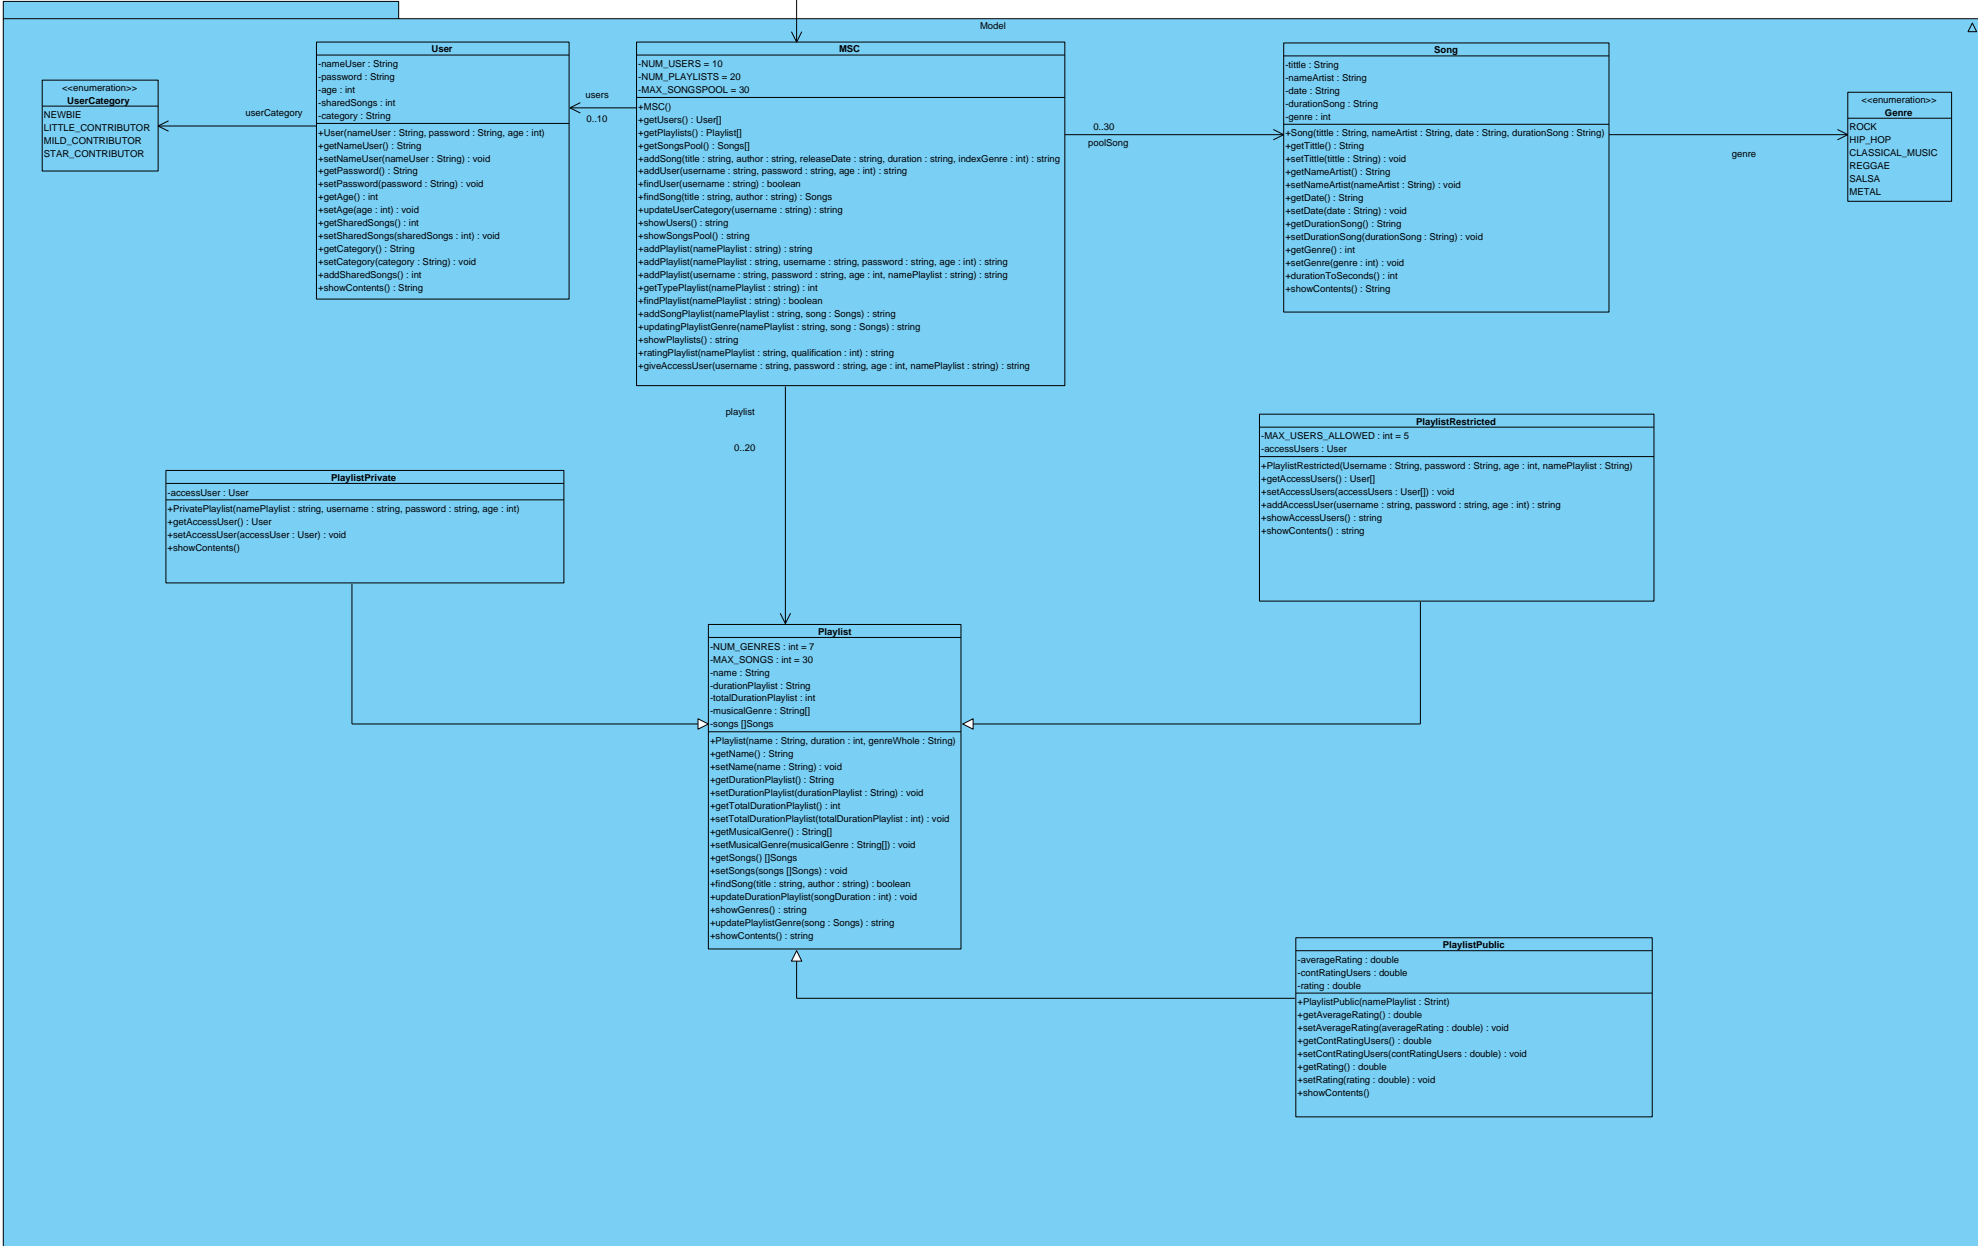 Model
<<enumeration>>
UserCategory
NEWBIE
LITTLE_CONTRIBUTOR
MILD_CONTRIBUTOR
STAR_CONTRIBUTOR
userCategory
User
-nameUser : String
-password : String
-age : int
-sharedSongs : int
-category : String
+User(nameUser : String, password : String, age : int)
+getNameUser() : String
+setNameUser(nameUser : String) : void
+getPassword() : String
+setPassword(password : String) : void
+getAge() : int
+setAge(age : int) : void
+getSharedSongs() : int
+setSharedSongs(sharedSongs : int) : void
+getCategory() : String
+setCategory(category : String) : void
+addSharedSongs() : int
+showContents() : String
users
0..10
MSC
-NUM_USERS = 10
-NUM_PLAYLISTS = 20
-MAX_SONGSPOOL = 30
+MSC()
+getUsers() : User[]
+getPlaylists() : Playlist[]
+getSongsPool() : Songs[]
+addSong(title : string, author : string, releaseDate : string, duration : string, indexGenre : int) : string
+addUser(username : string, password : string, age : int) : string
+findUser(username : string) : boolean
+findSong(title : string, author : string) : Songs
+updateUserCategory(username : string) : string
+showUsers() : string
+showSongsPool() : string
+addPlaylist(namePlaylist : string) : string
+addPlaylist(namePlaylist : string, username : string, password : string, age : int) : string
+addPlaylist(username : string, password : string, age : int, namePlaylist : string) : string
+getTypePlaylist(namePlaylist : string) : int
+findPlaylist(namePlaylist : string) : boolean
+addSongPlaylist(namePlaylist : string, song : Songs) : string
+updatingPlaylistGenre(namePlaylist : string, song : Songs) : string
+showPlaylists() : string
+ratingPlaylist(namePlaylist : string, qualification : int) : string
+giveAccessUser(username : string, password : string, age : int, namePlaylist : string) : string
0..30
poolSong
Song
-tittle : String
-nameArtist : String
-date : String
-durationSong : String
-genre : int
+Song(tittle : String, nameArtist : String, date : String, durationSong : String)
+getTittle() : String
+setTittle(tittle : String) : void
+getNameArtist() : String
+setNameArtist(nameArtist : String) : void
+getDate() : String
+setDate(date : String) : void
+getDurationSong() : String
+setDurationSong(durationSong : String) : void
+getGenre() : int
+setGenre(genre : int) : void
+durationToSeconds() : int
+showContents() : String
genre
<<enumeration>>
Genre
ROCK
HIP_HOP
CLASSICAL_MUSIC
REGGAE
SALSA
METAL
playlist
0..20
PlaylistPrivate
-accessUser : User
+PrivatePlaylist(namePlaylist : string, username : string, password : string, age : int)
+getAccessUser() : User
+setAccessUser(accessUser : User) : void
+showContents()
PlaylistRestricted
-MAX_USERS_ALLOWED : int = 5
-accessUsers : User
+PlaylistRestricted(Username : String, password : String, age : int, namePlaylist : String)
+getAccessUsers() : User[]
+setAccessUsers(accessUsers : User[]) : void
+addAccessUser(username : string, password : string, age : int) : string
+showAccessUsers() : string
+showContents() : string
Playlist
-NUM_GENRES : int = 7
-MAX_SONGS : int = 30
-name : String
-durationPlaylist : String
-totalDurationPlaylist : int
-musicalGenre : String[]
-songs []Songs
+Playlist(name : String, duration : int, genreWhole : String)
+getName() : String
+setName(name : String) : void
+getDurationPlaylist() : String
+setDurationPlaylist(durationPlaylist : String) : void
+getTotalDurationPlaylist() : int
+setTotalDurationPlaylist(totalDurationPlaylist : int) : void
+getMusicalGenre() : String[]
+setMusicalGenre(musicalGenre : String[]) : void
+getSongs() []Songs
+setSongs(songs []Songs) : void
+findSong(title : string, author : string) : boolean
+updateDurationPlaylist(songDuration : int) : void
+showGenres() : string
+updatePlaylistGenre(song : Songs) : string
+showContents() : string
PlaylistPublic
-averageRating : double
-contRatingUsers : double
-rating : double
+PlaylistPublic(namePlaylist : Strint)
+getAverageRating() : double
+setAverageRating(averageRating : double) : void
+getContRatingUsers() : double
+setContRatingUsers(contRatingUsers : double) : void
+getRating() : double
+setRating(rating : double) : void
+showContents()